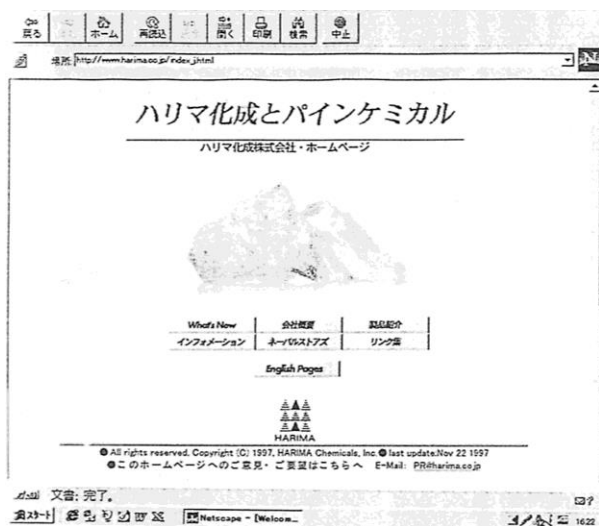 戻る ホーム 再読込 開く 印刷 検索 中止
場所: http://www.harima.co.jp/index_j.html
ハリマ化成とパインケミカル
ハリマ化成株式会社・ホームページ
What's New 会社概要 製品紹介
インフォメーション ネーバルストアズ リンク集
English Pages
HARIMA
All rights reserved. Copyright (C) 1997, HARIMA Chemicals, Inc. last update.Nov 22 1997
このホームページへのご意見・ご要望はこちらへ E-Mail: PR@harima.co.jp
文書: 完了。
スタート Netscape - [Welcom... 16:22